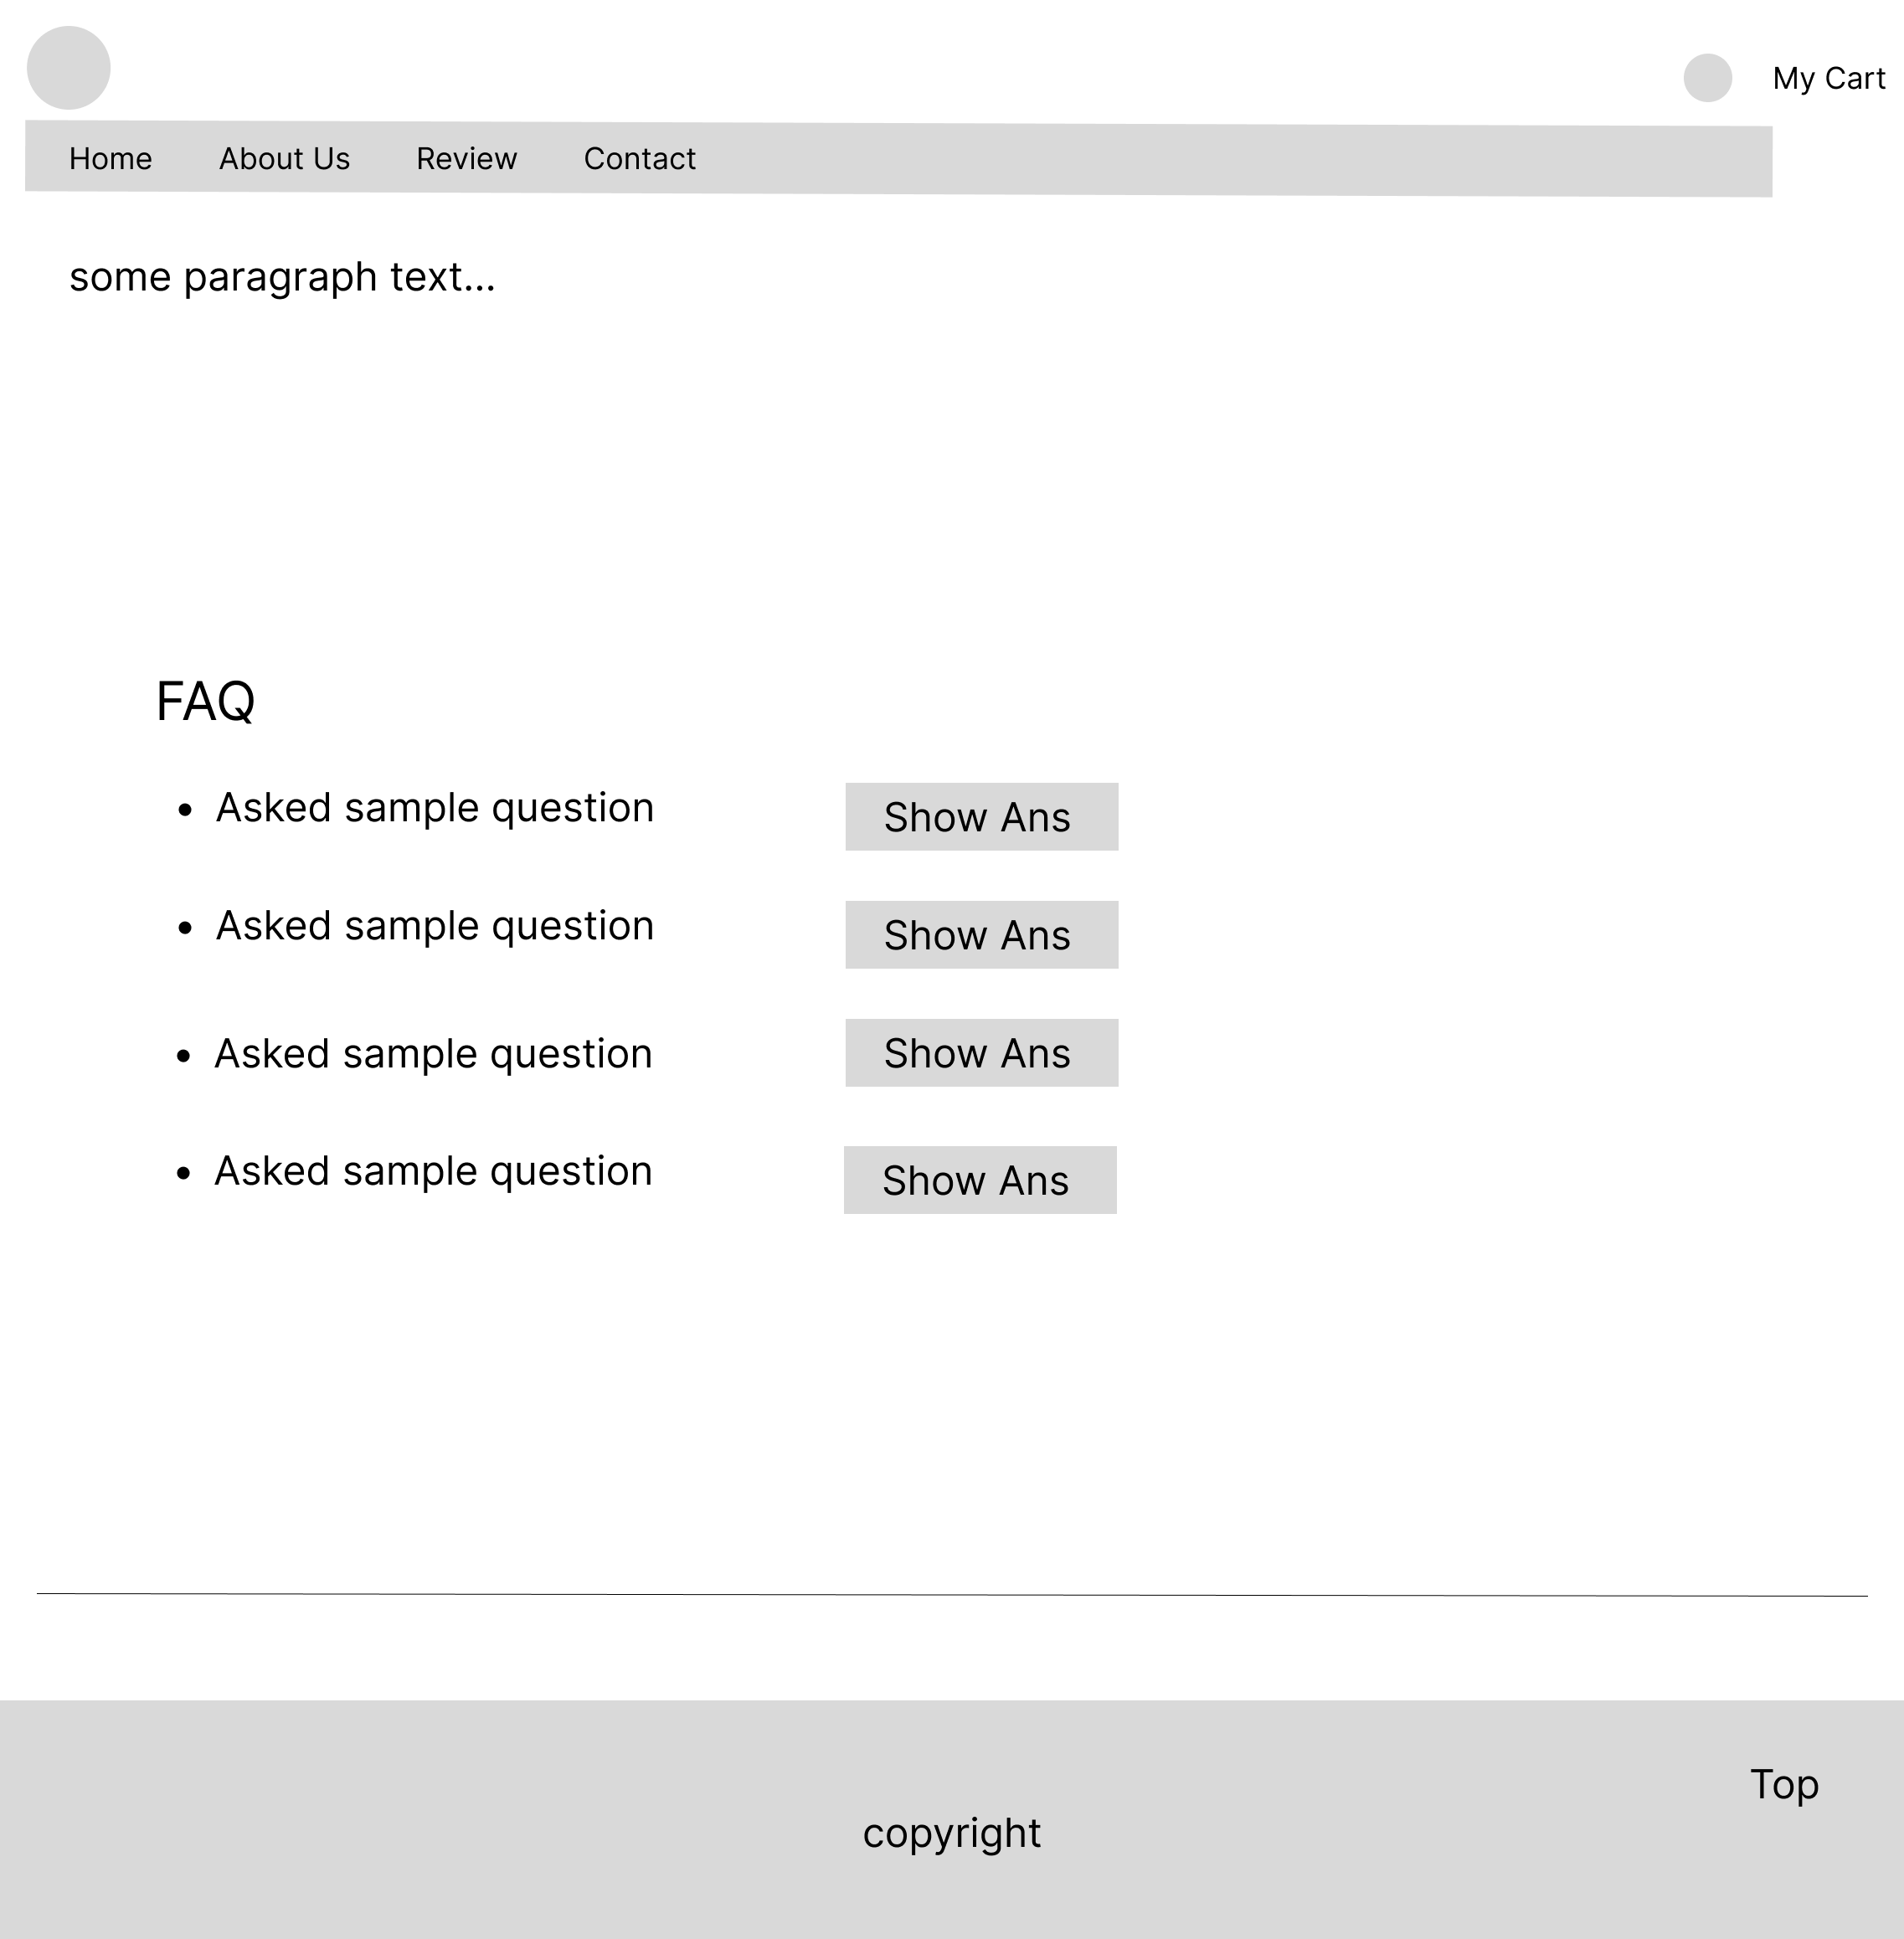 My Cart
Home About Us Review Contact
some paragraph text...
FAQ
• Asked sample question Show Ans
• Asked sample question Show Ans
• Asked sample question Show Ans
• Asked sample question Show Ans
Top
copyright